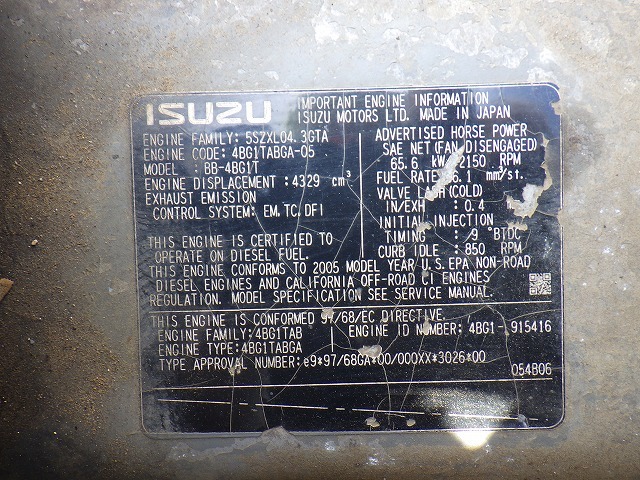 ISUZU
IMPORTANT ENGINE INFORMATION
ISUZU MOTORS LTD. MADE IN JAPAN
ENGINE FAMILY: 5SZXL04.3GTA
ENGINE CODE: 4BG1TABGA-05
MODEL : BB-4BG1T
ENGINE DISPLACEMENT :4329 cm³
EXHAUST EMISSION
CONTROL SYSTEM: EM,TC,DFI
THIS ENGINE IS CERTIFIED TO
OPERATE ON DIESEL FUEL.
ADVERTISED HORSE POWER
SAE NET (FAN DISENGAGED)
65.6 kW/2150 RPM
FUEL RATE: 6.1 mm³/st.
VALVE LASH(COLD)
IN/EXH : 0.4
INITIAL INJECTION
TIMING : 9 °BTDC
CURB IDLE : 850 RPM
THIS ENGINE CONFORMS TO 2005 MODEL YEAR U.S.EPA NON-ROAD
DIESEL ENGINES AND CALIFORNIA OFF-ROAD CI ENGINES
REGULATION. MODEL SPECIFICATION SEE SERVICE MANUAL.
THIS ENGINE IS CONFORMED 97/68/EC DIRECTIVE.
ENGINE FAMILY:4BG1TAB ENGINE ID NUMBER: 4BG1- 915416
ENGINE TYPE:4BG1TABGA
TYPE APPROVAL NUMBER:e9*97/68GA*00/000XX*3026*00
054B06